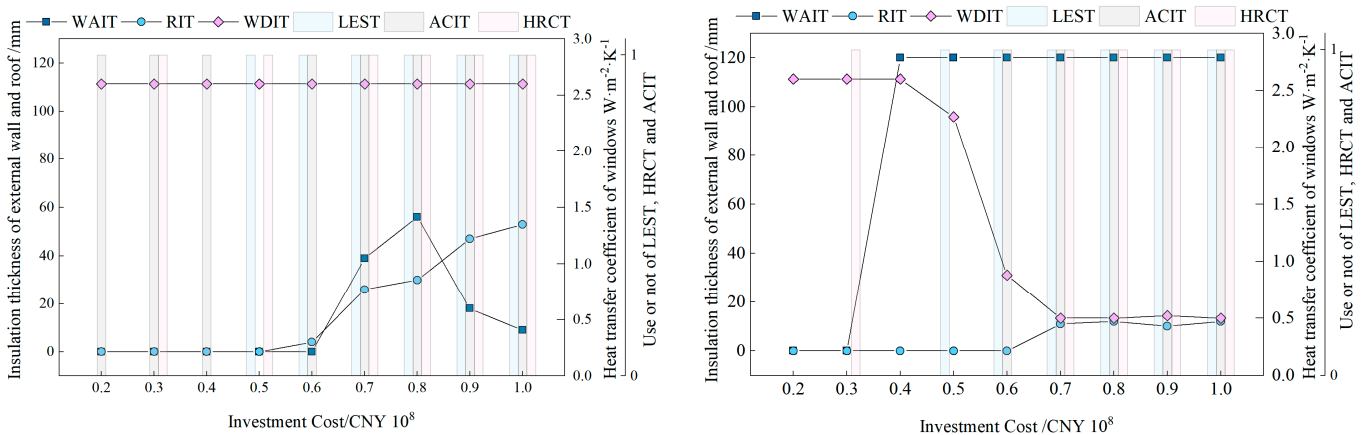 WAIT RIT WDIT LEST ACIT HRCT
Insulation thickness of external wall and roof /mm
120
100
80
60
40
20
0
0.2 0.3 0.4 0.5 0.6 0.7 0.8 0.9 1.0
Investment Cost/CNY 10⁸
3.0
2.5
2.0
1.5
1.0
0.5
0.0
Heat transfer coefficient of windows W·m⁻²·K⁻¹
1
0
Use or not of LEST, HRCT and ACIT
WAIT RIT WDIT LEST ACIT HRCT
Insulation thickness of external wall and roof /mm
120
100
80
60
40
20
0
0.2 0.3 0.4 0.5 0.6 0.7 0.8 0.9 1.0
Investment Cost /CNY 10⁸
3.0
2.5
2.0
1.5
1.0
0.5
0.0
Heat transfer coefficient of windows W·m⁻²·K⁻¹
1
0
Use or not of LEST, HRCT and ACIT